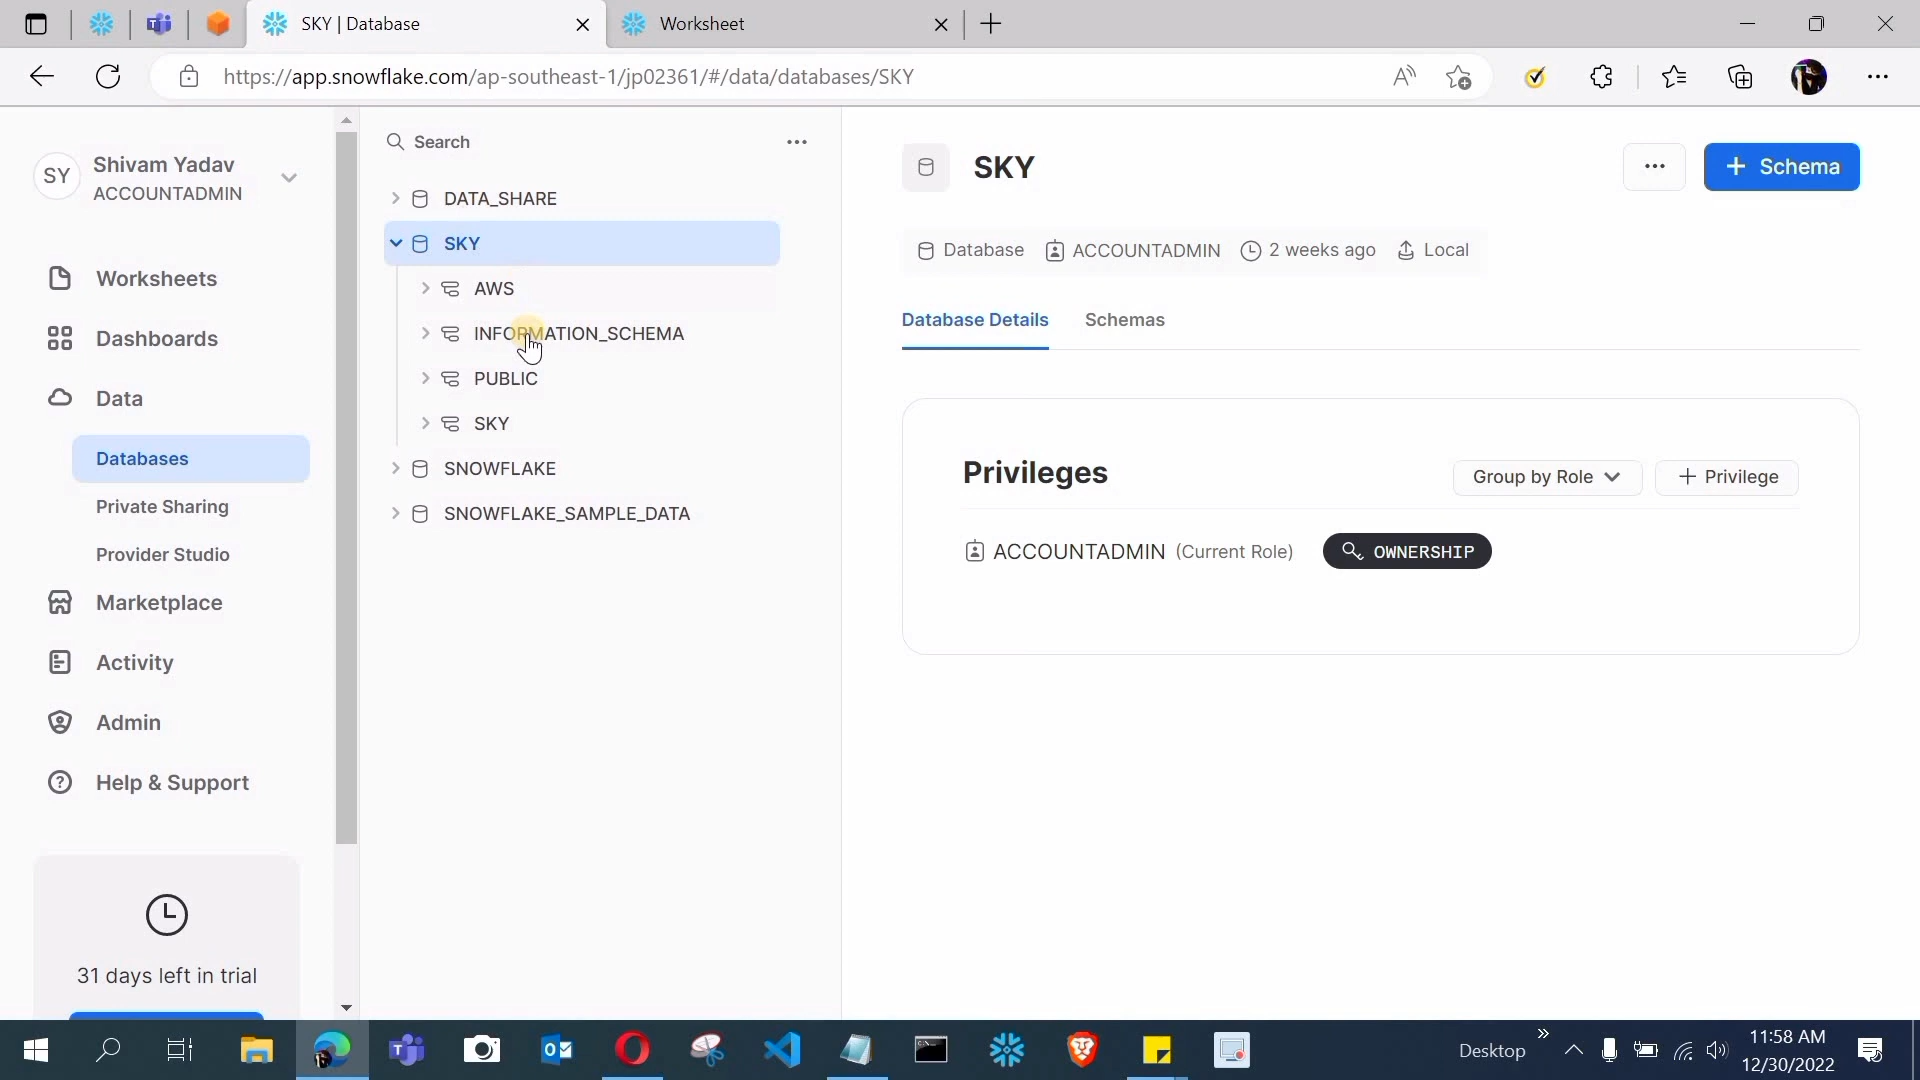 SKY | Database
Worksheet
https://app.snowflake.com/ap-southeast-1/jp02361/#/data/databases/SKY
SY
Shivam Yadav
ACCOUNTADMIN
Worksheets
Dashboards
Data
Databases
Private Sharing
Provider Studio
Marketplace
Activity
Admin
Help & Support
31 days left in trial
Search
DATA_SHARE
SKY
AWS
INFORMATION_SCHEMA
PUBLIC
SKY
SNOWFLAKE
SNOWFLAKE_SAMPLE_DATA
SKY
+ Schema
Database ACCOUNTADMIN 2 weeks ago Local
Database Details Schemas
Privileges
Group by Role
+ Privilege
ACCOUNTADMIN (Current Role) OWNERSHIP
Desktop
11:58 AM
12/30/2022